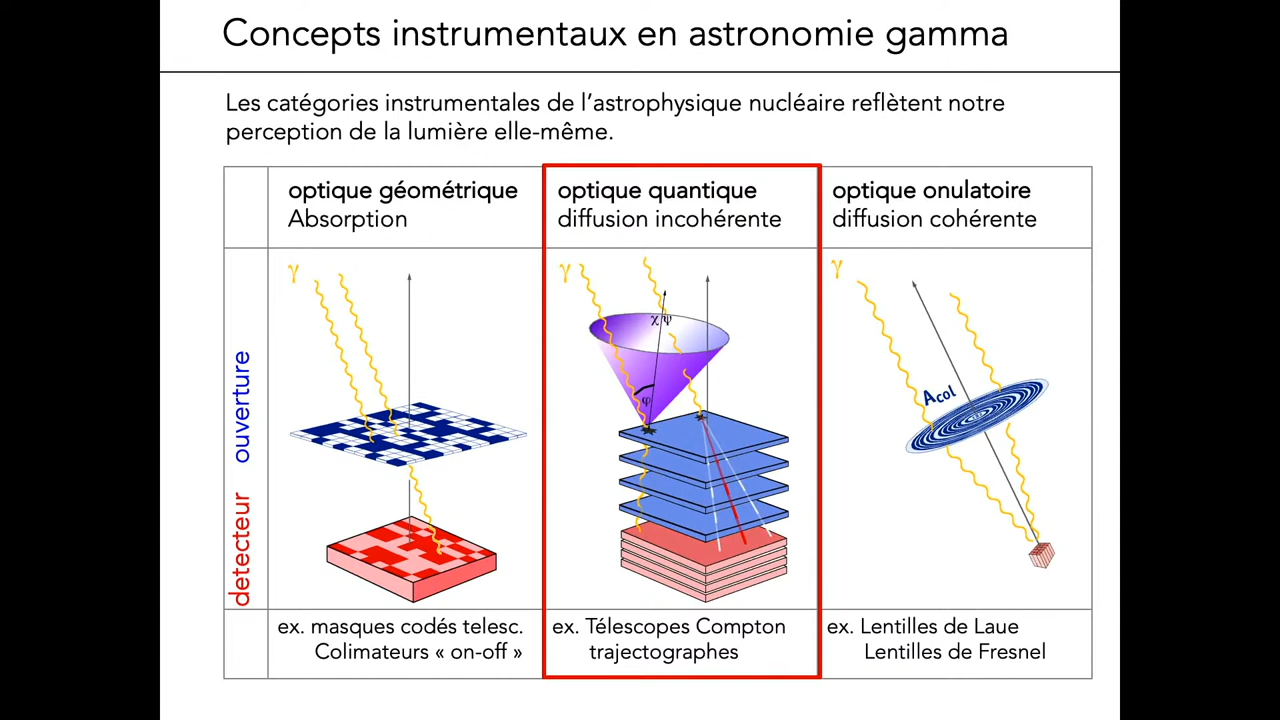 Concepts instrumentaux en astronomie gamma
Les catégories instrumentales de l'astrophysique nucléaire reflètent notre
perception de la lumière elle-même.
optique géométrique
Absorption
optique quantique
diffusion incohérente
optique onulatoire
diffusion cohérente
ouverture
detecteur
γ
γ
χ ψ
φ
γ
Acol
ex. masques codés telesc.
Colimateurs « on-off »
ex. Télescopes Compton
trajectographes
ex. Lentilles de Laue
Lentilles de Fresnel